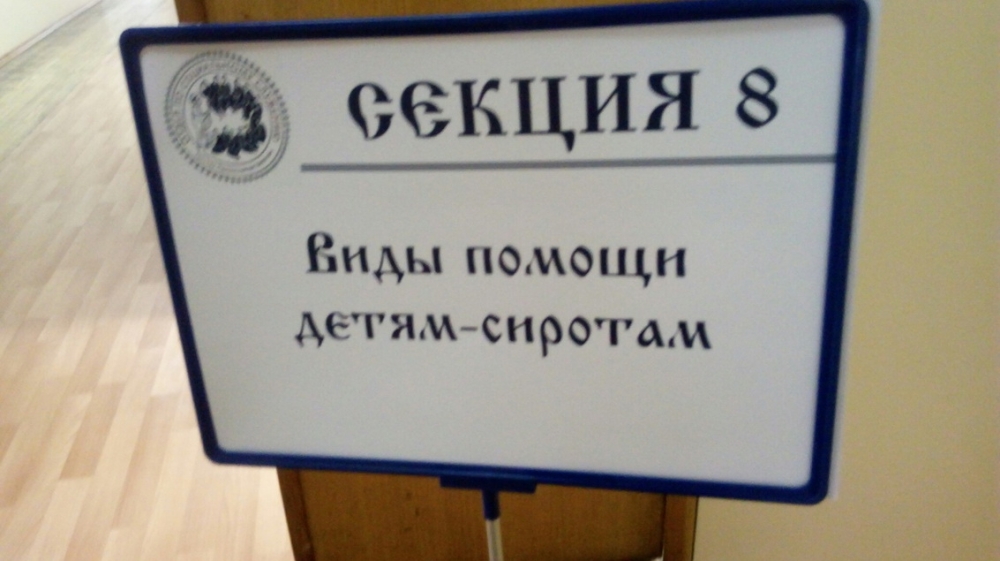 СЕКЦИЯ 8
Виды помощи
детям-сиротам